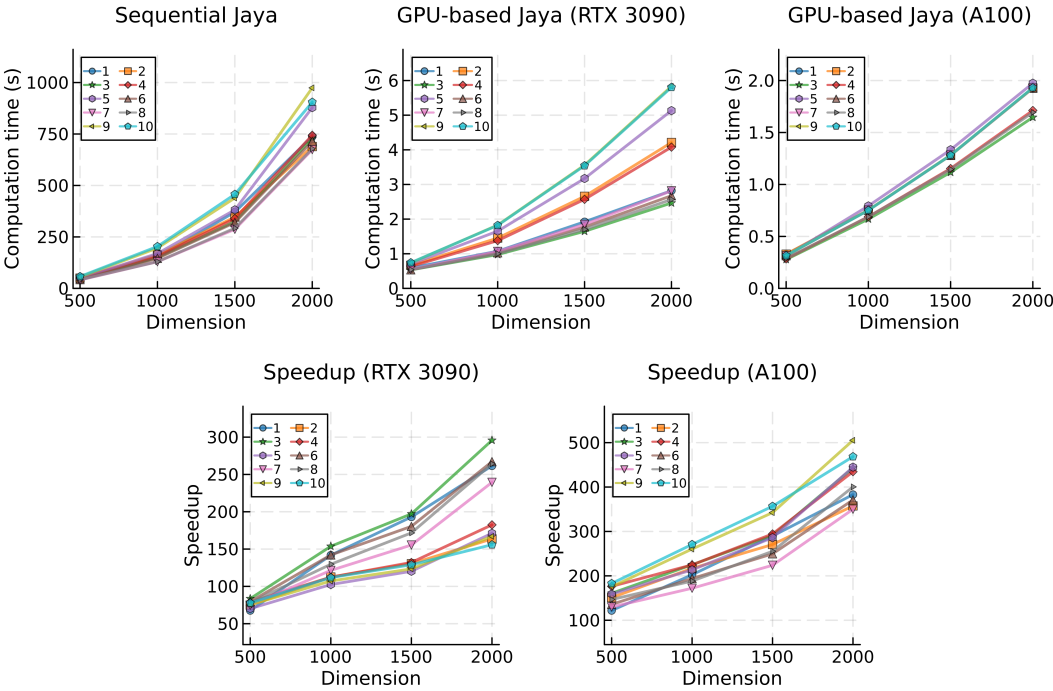 Sequential Jaya
GPU-based Jaya (RTX 3090)
GPU-based Jaya (A100)
Computation time (s)
1000
750
500
250
0
1 2
3 4
5 6
7 8
9 10
500 1000 1500 2000
Dimension
Computation time (s)
6
5
4
3
2
1
0
1 2
3 4
5 6
7 8
9 10
500 1000 1500 2000
Dimension
Computation time (s)
2.0
1.5
1.0
0.5
0.0
1 2
3 4
5 6
7 8
9 10
500 1000 1500 2000
Dimension
Speedup (RTX 3090)
Speedup (A100)
Speedup
300
250
200
150
100
50
1 2
3 4
5 6
7 8
9 10
500 1000 1500 2000
Dimension
Speedup
500
400
300
200
100
1 2
3 4
5 6
7 8
9 10
500 1000 1500 2000
Dimension